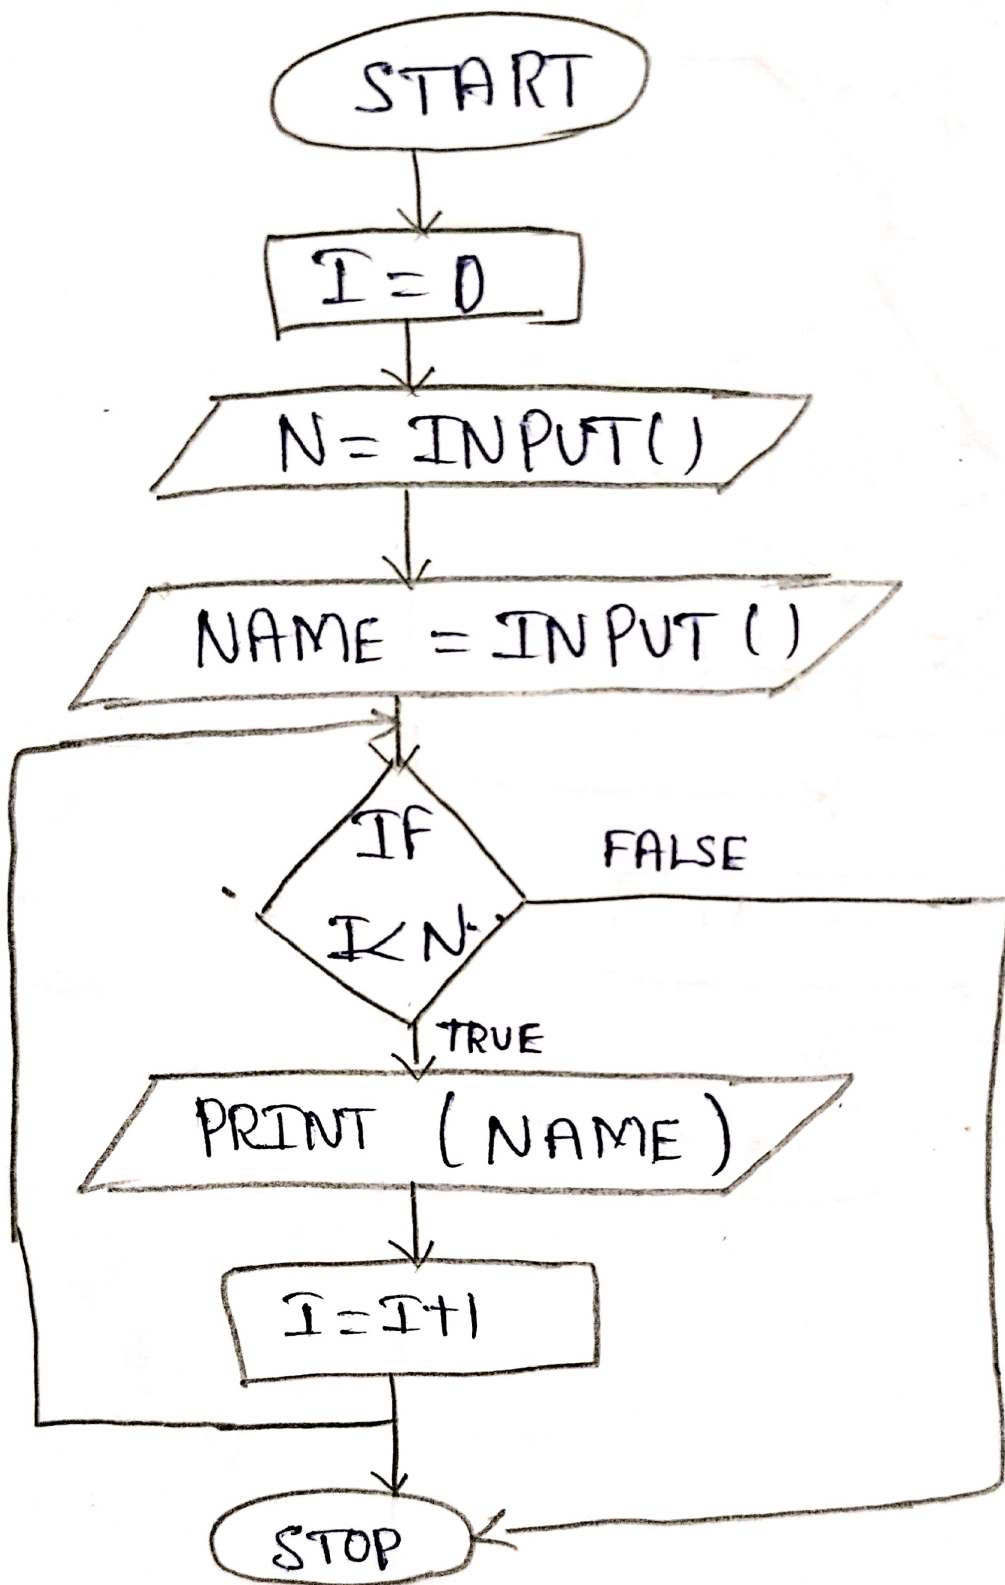 START
I = 0
N = INPUT()
NAME = INPUT()
IF
I<N
FALSE
TRUE
PRINT (NAME)
I = I+1
STOP